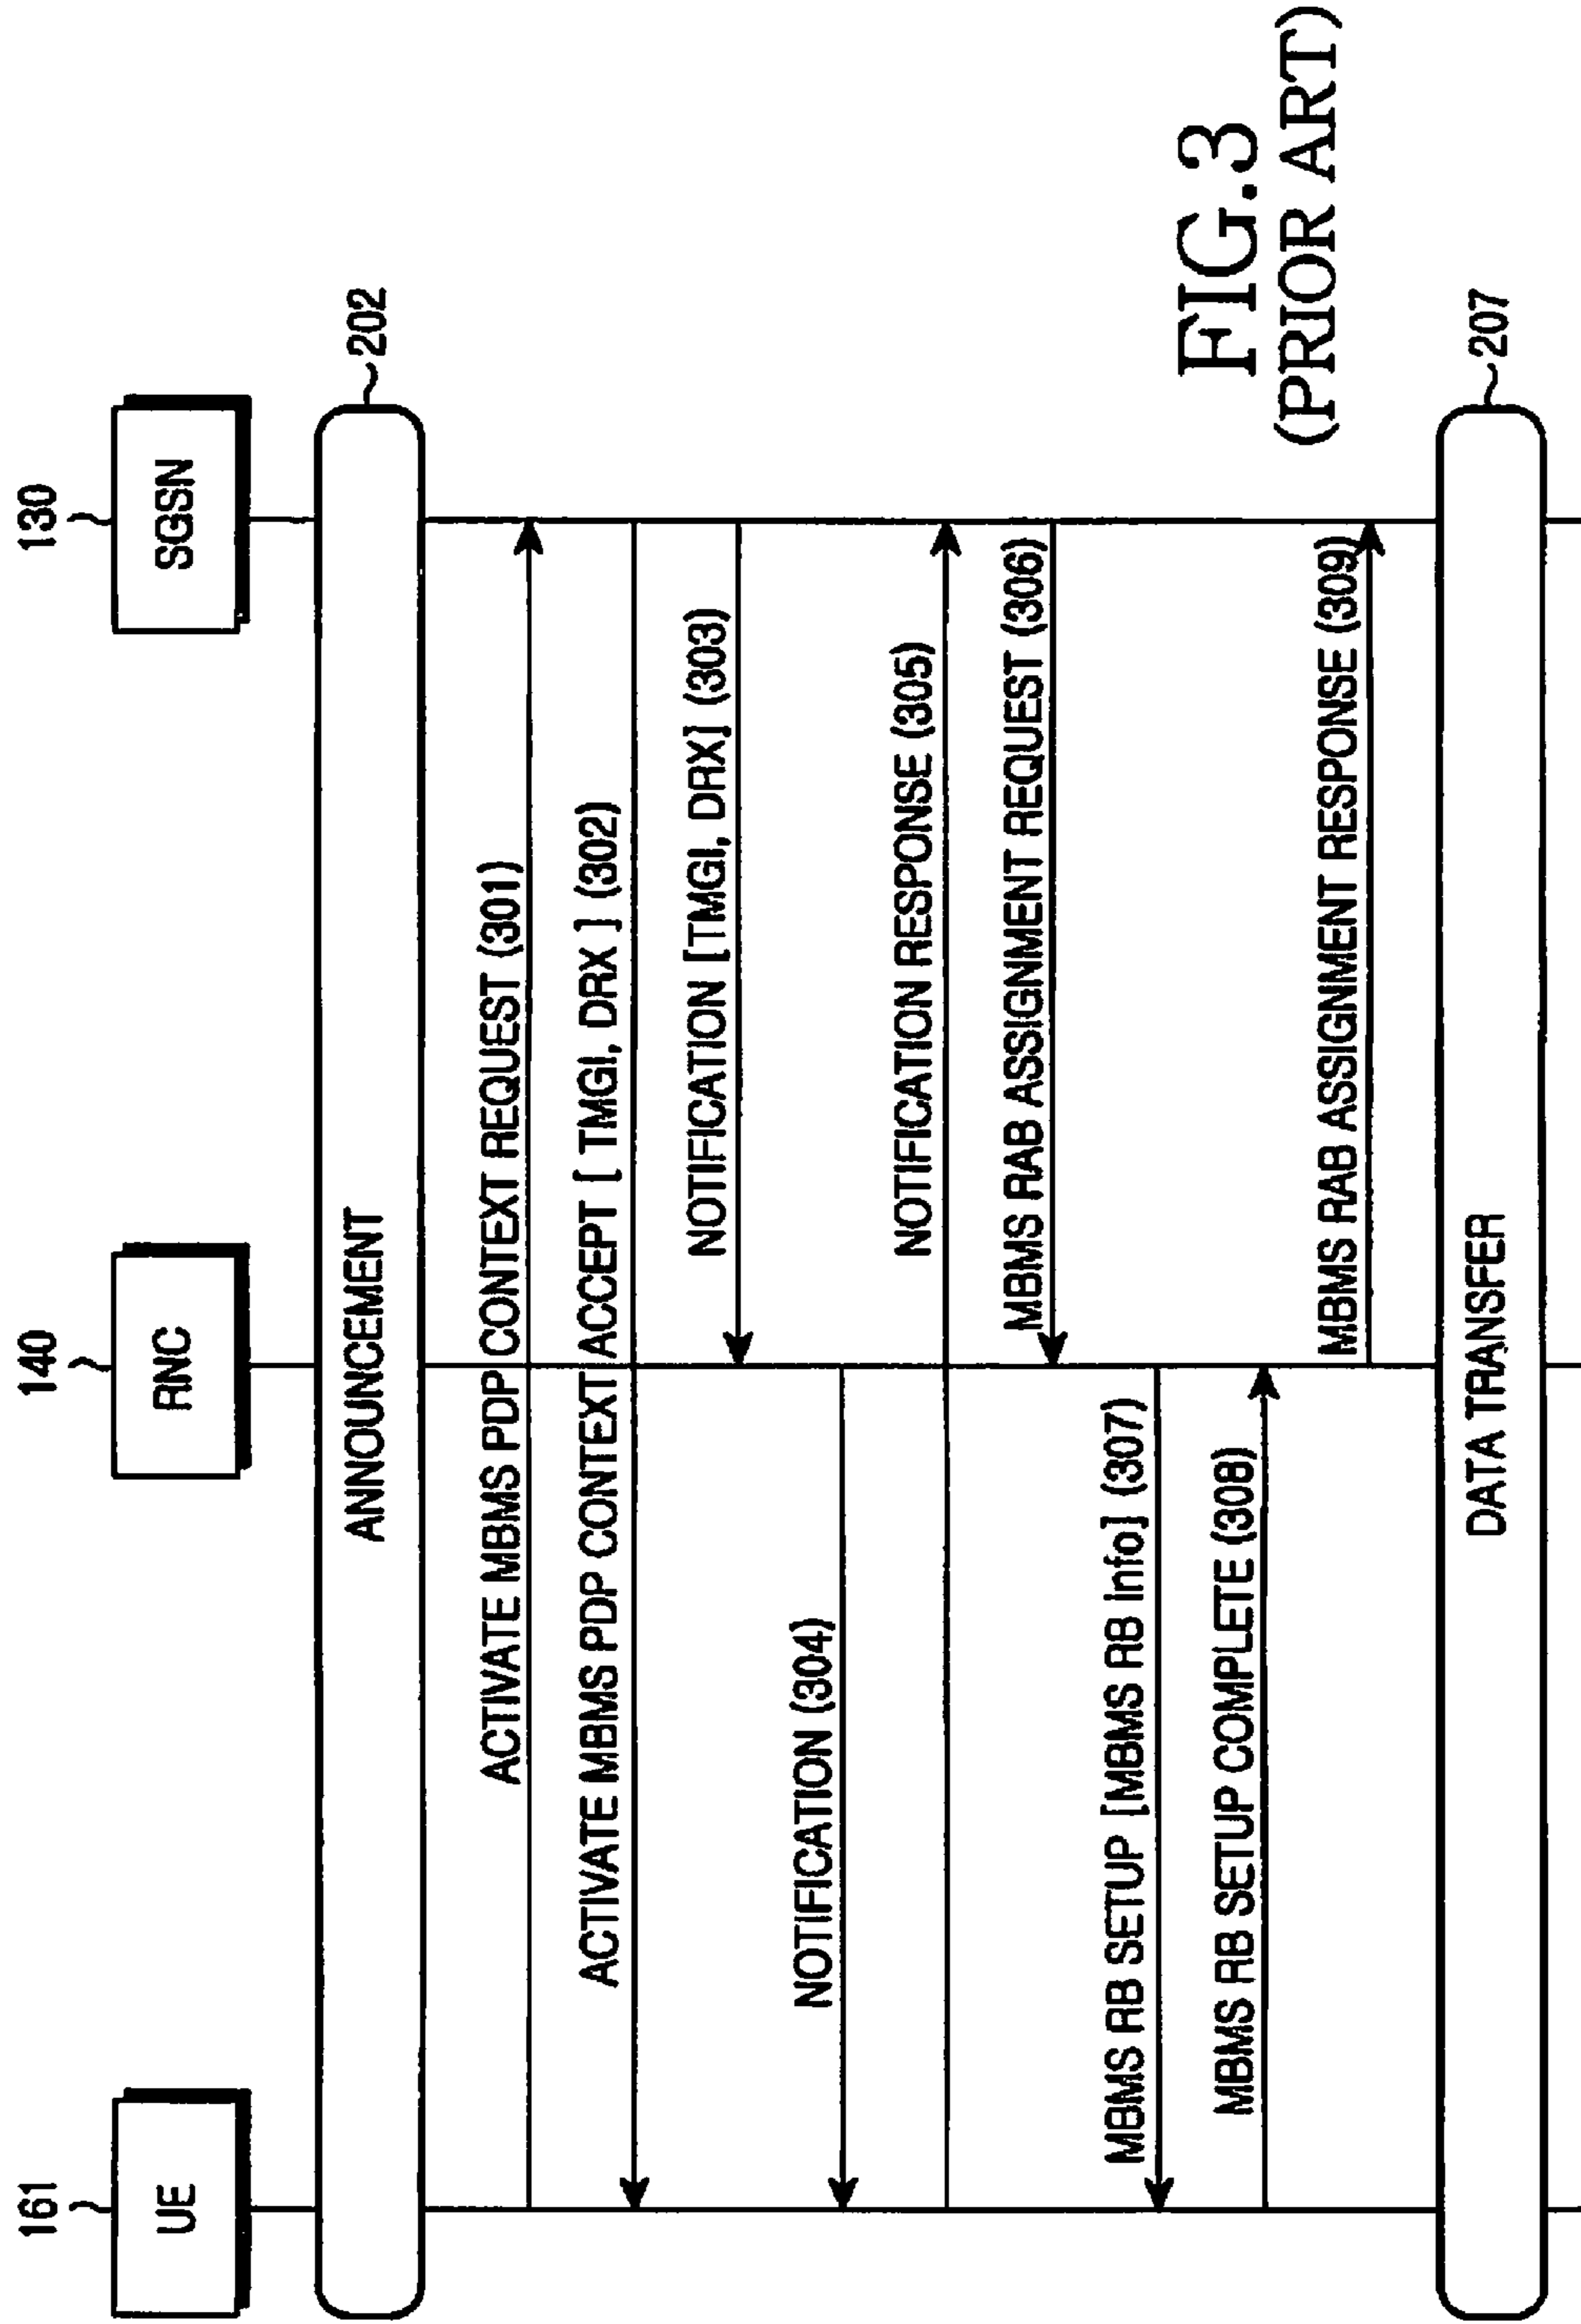 161
140
130
UE
RNC
SGSN
ANNOUNCEMENT
202
ACTIVATE MBMS PDP CONTEXT REQUEST (301)
ACTIVATE MBMS PDP CONTEXT ACCEPT [ TMGI, DRX ] (302)
NOTIFICATION [TMGI, DRX] (303)
NOTIFICATION (304)
NOTIFICATION RESPONSE (305)
MBMS RAB ASSIGNMENT REQUEST (306)
MBMS RB SETUP [MBMS RB info] (307)
MBMS RB SETUP COMPLETE (308)
MBMS RAB ASSIGNMENT RESPONSE (309)
DATA TRANSFER
207
FIG.3
(PRIOR ART)